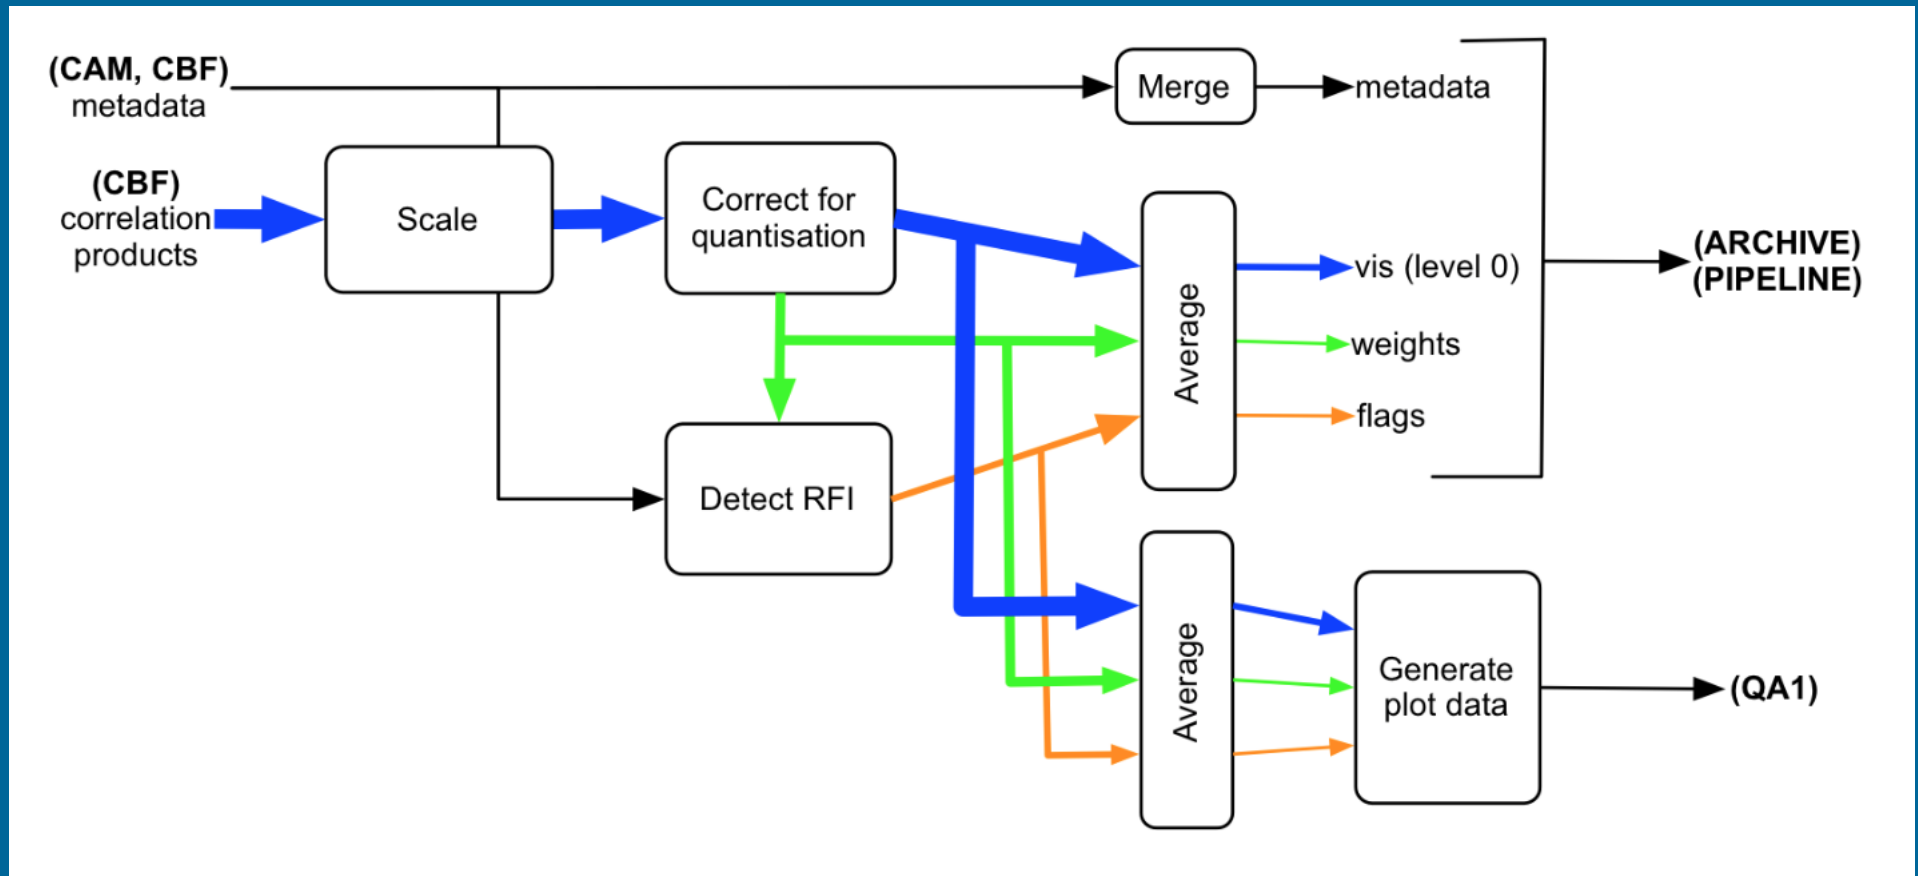 (CAM, CBF)
metadata
Merge
metadata
(CBF)
correlation
products
Scale
Correct for
quantisation
Average
vis (level 0)
weights
flags
(ARCHIVE)
(PIPELINE)
Detect RFI
Average
Generate
plot data
(QA1)